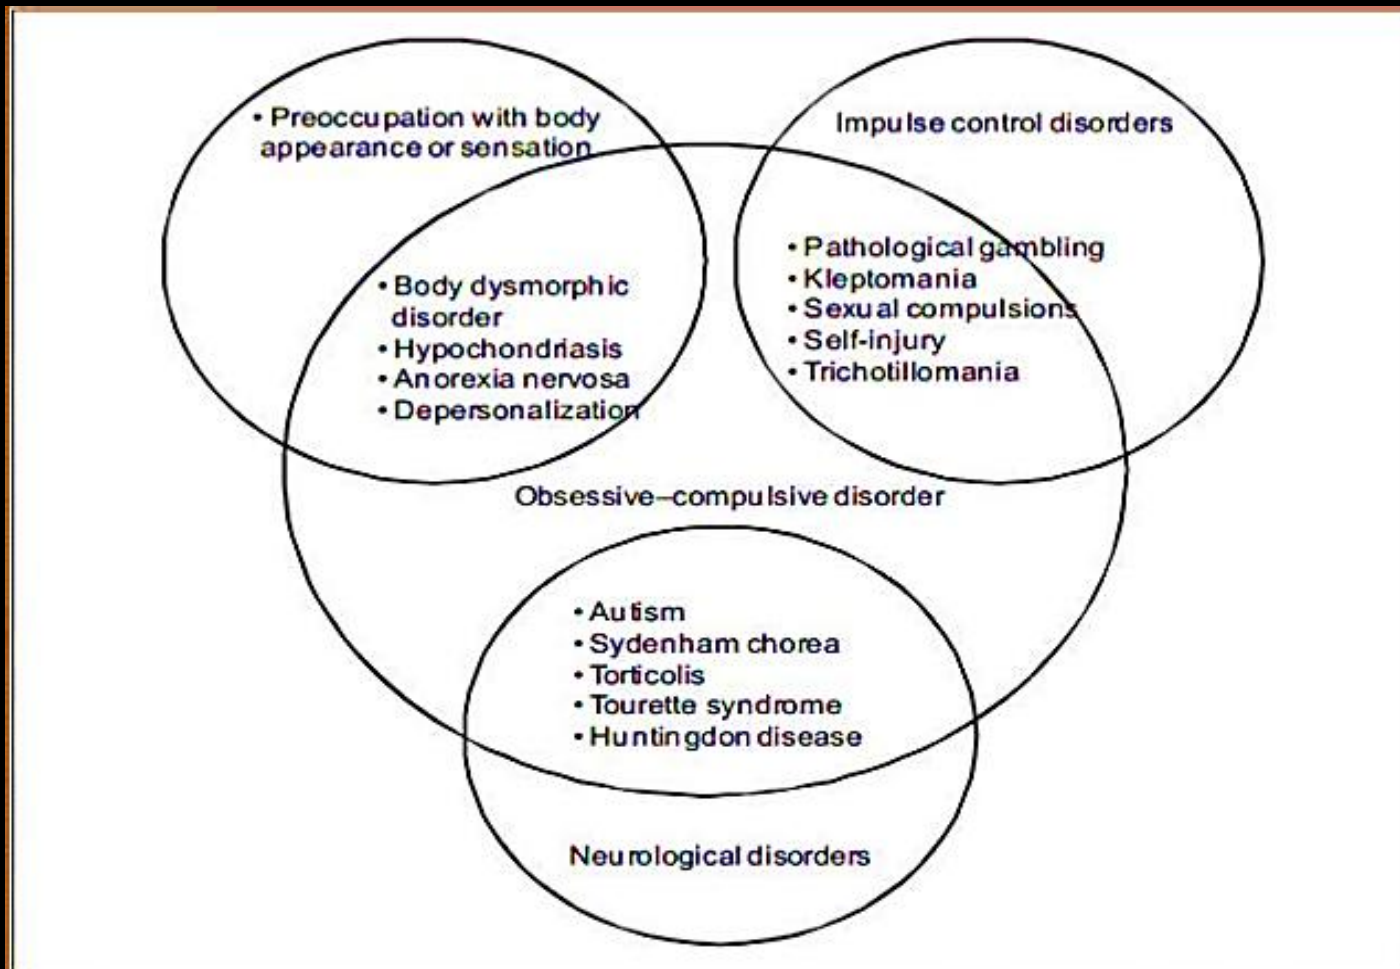 • Preoccupation with body
appearance or sensation
Impulse control disorders
• Body dysmorphic
disorder
• Hypochondriasis
• Anorexia nervosa
• Depersonalization
• Pathological gambling
• Kleptomania
• Sexual compulsions
• Self-injury
• Trichotillomania
Obsessive–compulsive disorder
• Autism
• Sydenham chorea
• Torticolis
• Tourette syndrome
• Huntingdon disease
Neurological disorders